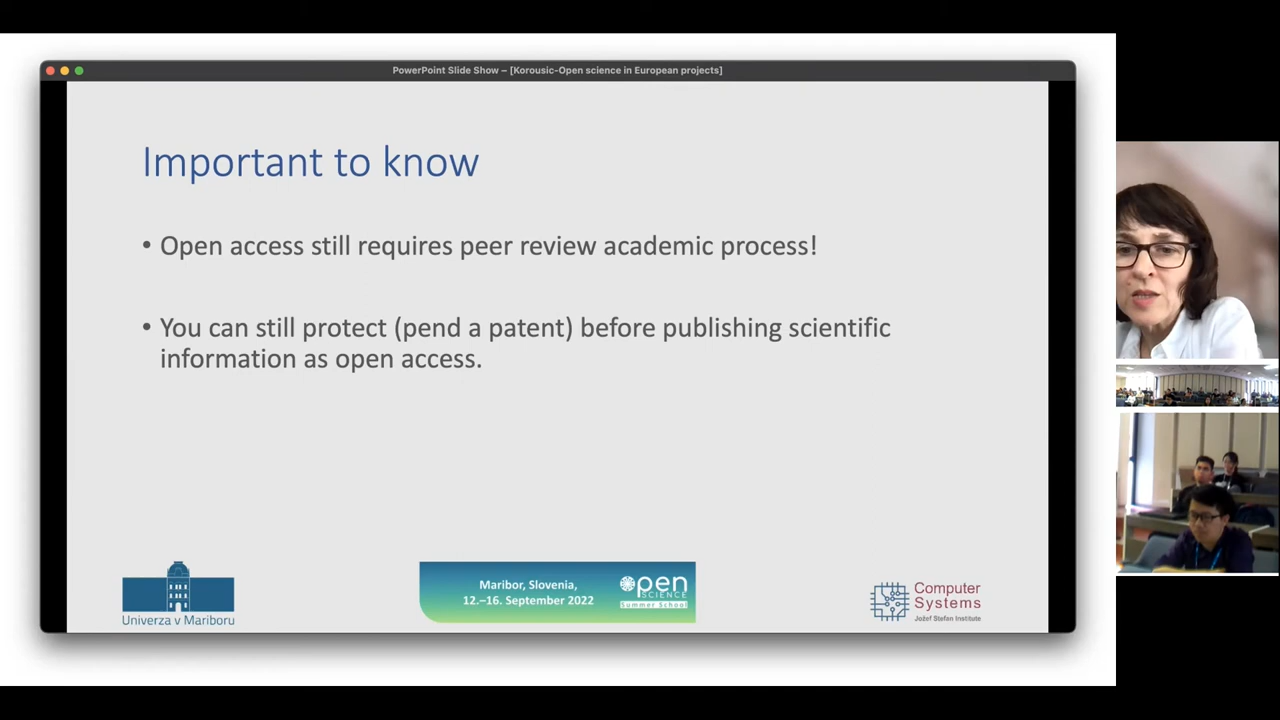 PowerPoint Slide Show – [Korousic-Open science in European projects]
Important to know
• Open access still requires peer review academic process!
• You can still protect (pend a patent) before publishing scientific
information as open access.
Univerza v Mariboru
Maribor, Slovenia,
12.–16. September 2022
open
SCIENCE
Summer School
Computer
Systems
Jožef Stefan Institute